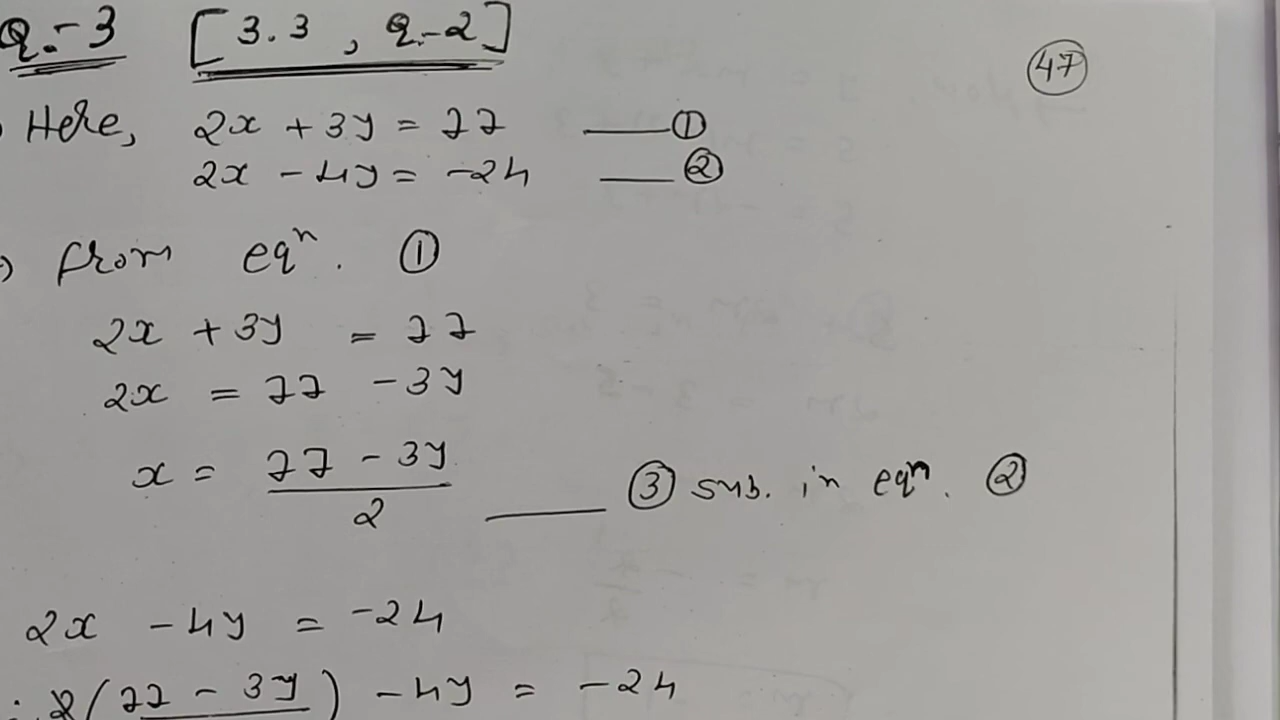 Q.-3 [3.3, Q.-2]
47
Here, 2x + 3y = 77 —— ①
2x - 4y = -24 —— ②
From eqⁿ. ①
2x + 3y = 77
2x = 77 - 3y
x = (77 - 3y)/2 —— ③ sub. in eqⁿ. ②
2x - 4y = -24
2(77 - 3y) - 4y = -24